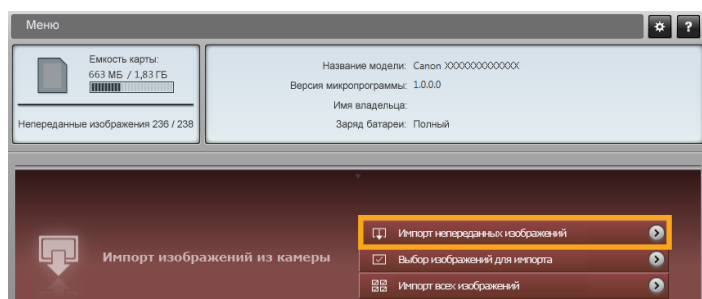 Меню
?
Емкость карты:
663 МБ / 1,83 ГБ
Непереданные изображения 236 / 238
Название модели: Canon XXXXXXXXXXXXX
Версия микропрограммы: 1.0.0.0
Имя владельца:
Заряд батареи: Полный
Импорт изображений из камеры
Импорт непереданных изображений
Выбор изображений для импорта
Импорт всех изображений